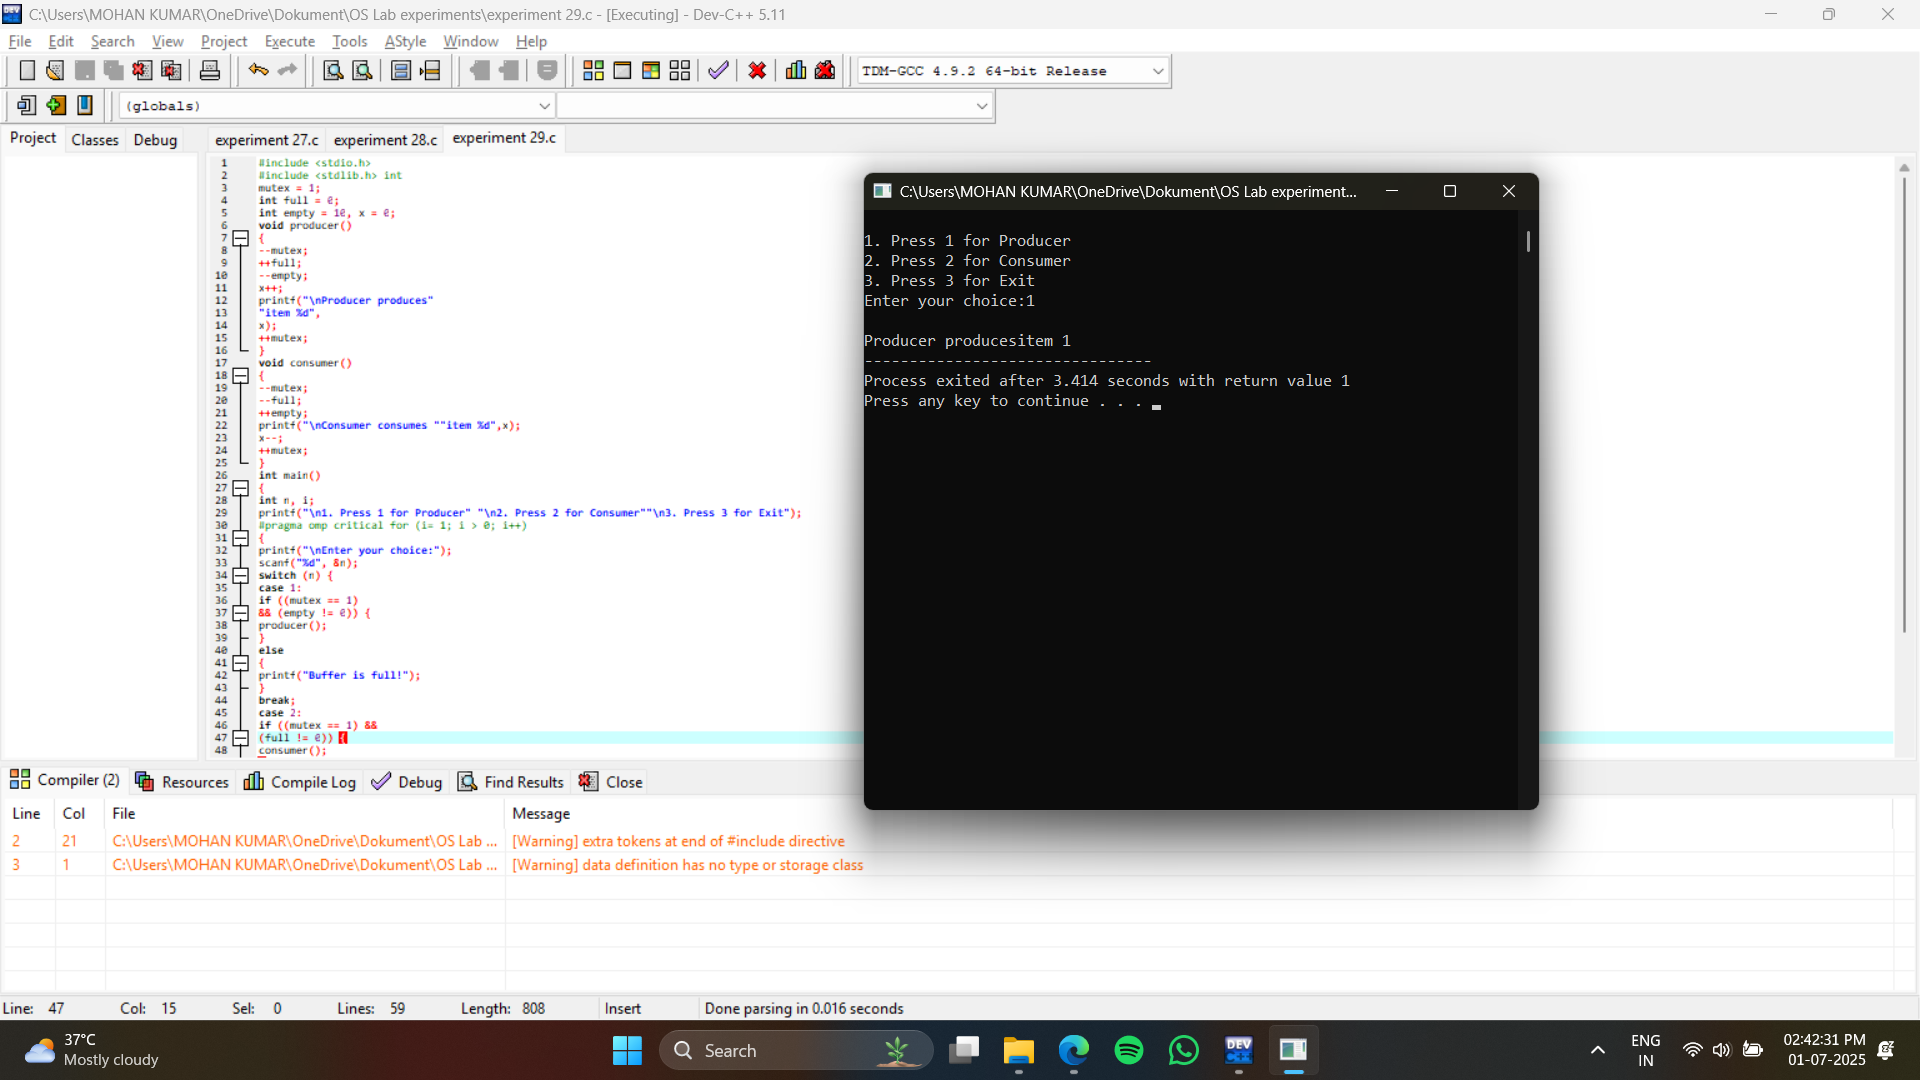 C:\Users\MOHAN KUMAR\OneDrive\Dokument\OS Lab experiments\experiment 29.c - [Executing] - Dev-C++ 5.11
File Edit Search View Project Execute Tools AStyle Window Help
TDM-GCC 4.9.2 64-bit Release
(globals)
Project Classes Debug
experiment 27.c experiment 28.c experiment 29.c
1 #include <stdio.h>
2 #include <stdlib.h> int
3 mutex = 1;
4 int full = 0;
5 int empty = 10, x = 0;
6 void producer()
7 {
8 --mutex;
9 ++full;
10 --empty;
11 x++;
12 printf("\nProducer produces"
13 "item %d",
14 x);
15 ++mutex;
16 }
17 void consumer()
18 {
19 --mutex;
20 --full;
21 ++empty;
22 printf("\nConsumer consumes ""item %d",x);
23 x--;
24 ++mutex;
25 }
26 int main()
27 {
28 int n, i;
29 printf("\n1. Press 1 for Producer" "\n2. Press 2 for Consumer""\n3. Press 3 for Exit");
30 #pragma omp critical for (i= 1; i > 0; i++)
31 {
32 printf("\nEnter your choice:");
33 scanf("%d", &n);
34 switch (n) {
35 case 1:
36 if ((mutex == 1)
37 && (empty != 0)) {
38 producer();
39 }
40 else
41 {
42 printf("Buffer is full!");
43 }
44 break;
45 case 2:
46 if ((mutex == 1) &&
47 (full != 0)) {
48 consumer();
C:\Users\MOHAN KUMAR\OneDrive\Dokument\OS Lab experiment...
1. Press 1 for Producer
2. Press 2 for Consumer
3. Press 3 for Exit
Enter your choice:1
Producer producesitem 1
--------------------------------
Process exited after 3.414 seconds with return value 1
Press any key to continue . . .
Compiler (2) Resources Compile Log Debug Find Results Close
Line Col File Message
2 21 C:\Users\MOHAN KUMAR\OneDrive\Dokument\OS Lab ... [Warning] extra tokens at end of #include directive
3 1 C:\Users\MOHAN KUMAR\OneDrive\Dokument\OS Lab ... [Warning] data definition has no type or storage class
Line: 47 Col: 15 Sel: 0 Lines: 59 Length: 808 Insert Done parsing in 0.016 seconds
37°C
Mostly cloudy
Search
DEV
ENG
IN
02:42:31 PM
01-07-2025